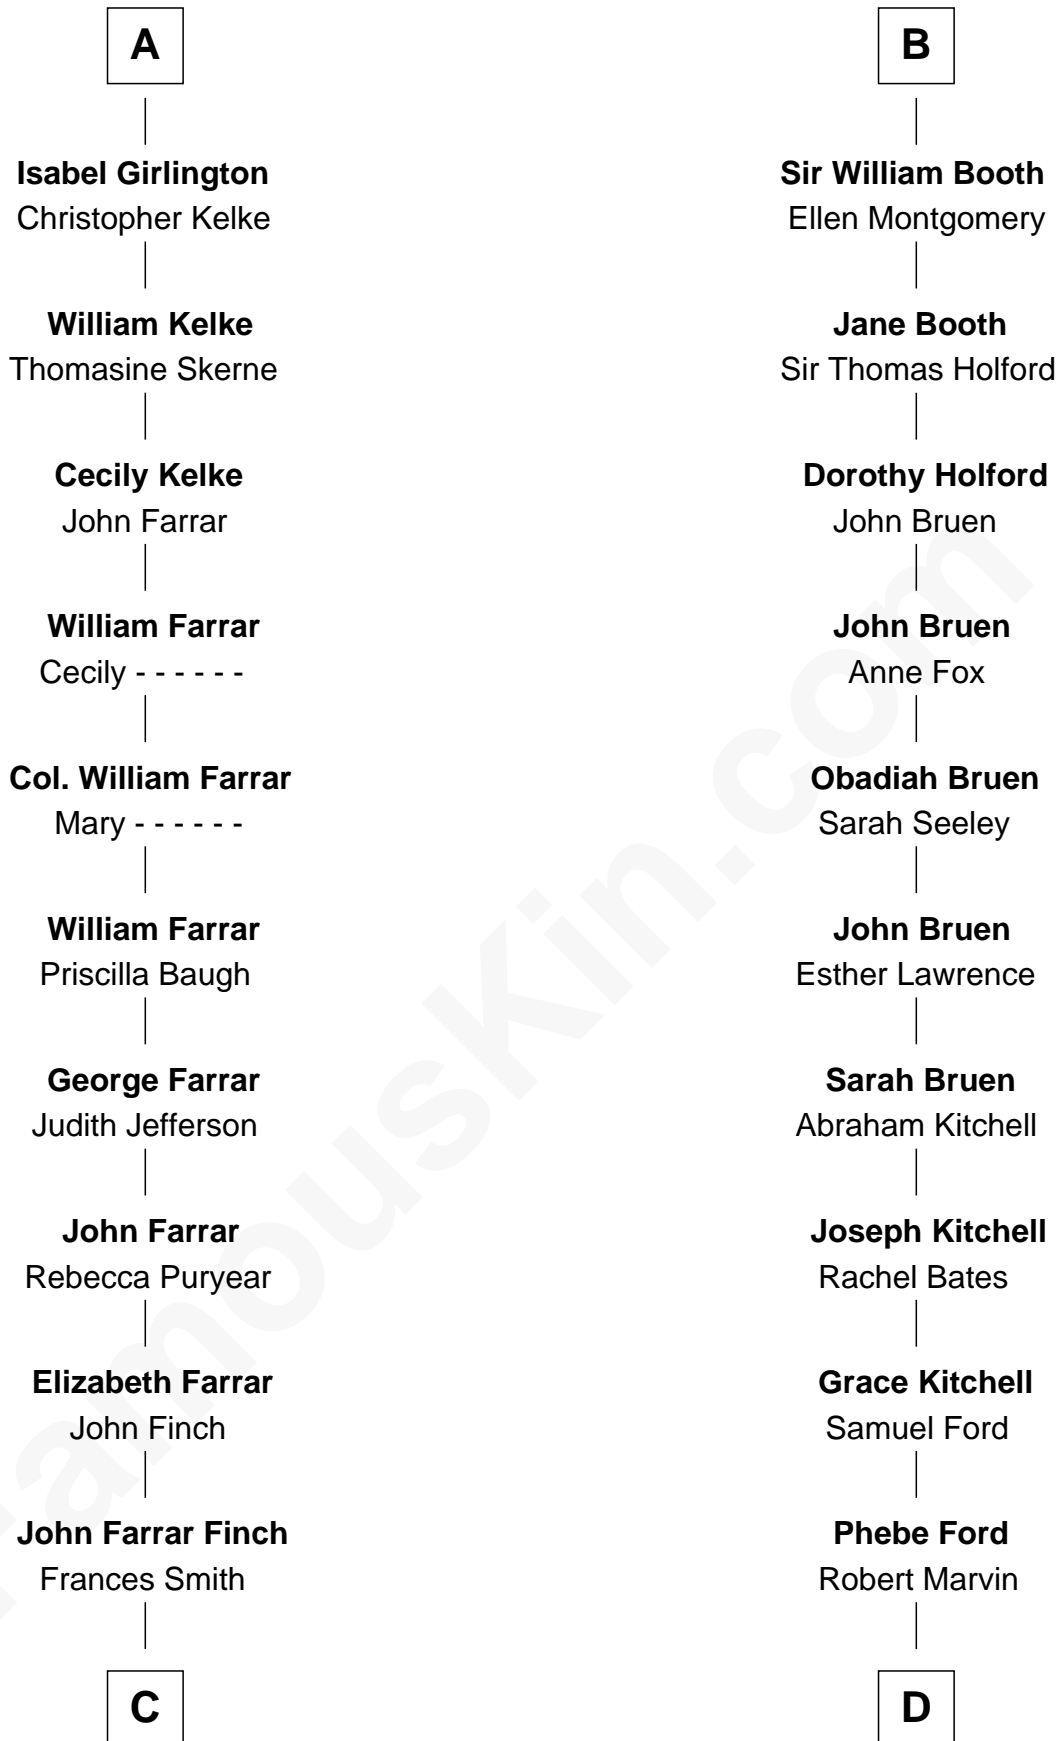 A
Isabel Girlington
Christopher Kelke
William Kelke
Thomasine Skerne
Cecily Kelke
John Farrar
William Farrar
Cecily - - - - - -
Col. William Farrar
Mary - - - - - -
William Farrar
Priscilla Baugh
George Farrar
Judith Jefferson
John Farrar
Rebecca Puryear
Elizabeth Farrar
John Finch
John Farrar Finch
Frances Smith
C
B
Sir William Booth
Ellen Montgomery
Jane Booth
Sir Thomas Holford
Dorothy Holford
John Bruen
John Bruen
Anne Fox
Obadiah Bruen
Sarah Seeley
John Bruen
Esther Lawrence
Sarah Bruen
Abraham Kitchell
Joseph Kitchell
Rachel Bates
Grace Kitchell
Samuel Ford
Phebe Ford
Robert Marvin
D
FamousKin.com